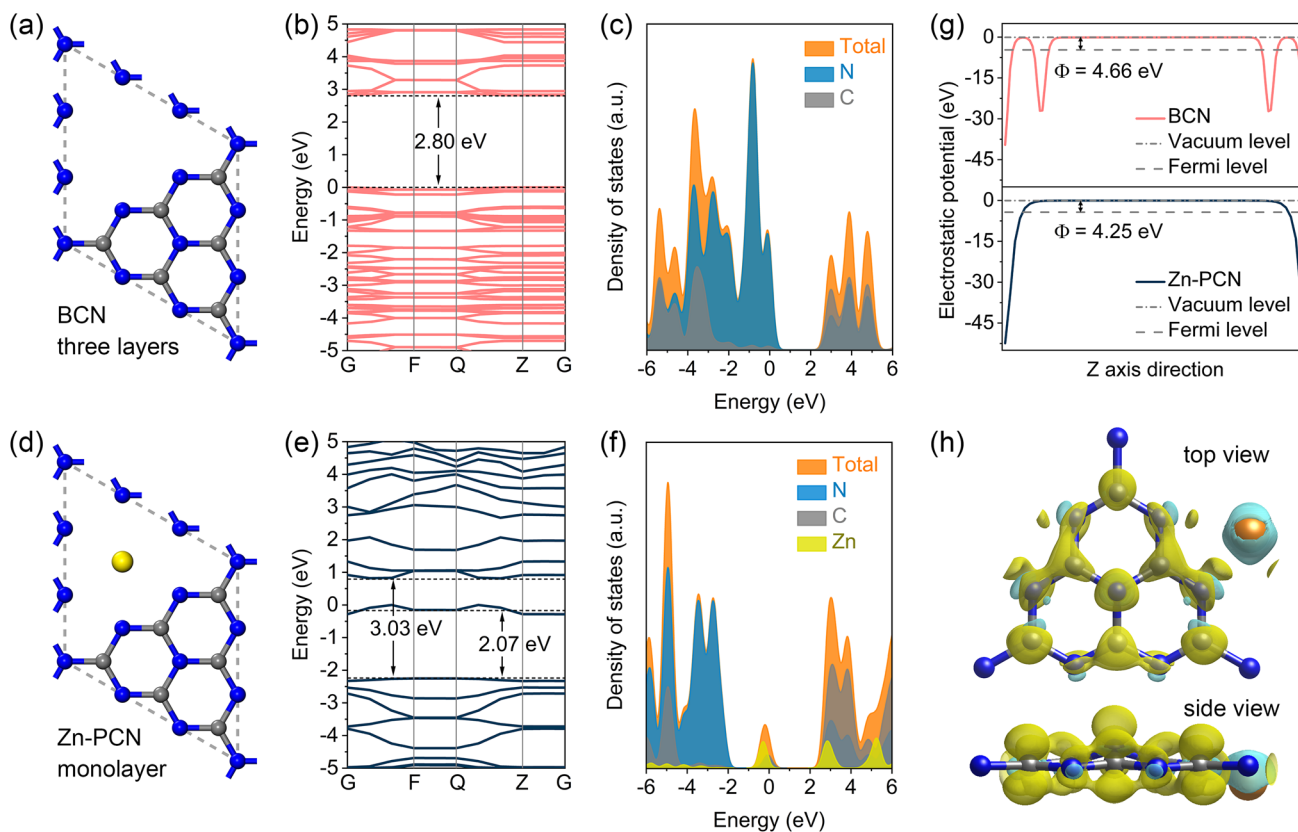 (a)
BCN
three layers
(b)
Energy (eV)
5
4
3
2
1
0
-1
-2
-3
-4
-5
2.80 eV
G F Q Z G
(c)
Density of states (a.u.)
Total
N
C
-6 -4 -2 0 2 4 6
Energy (eV)
(g)
Electrostatic potential (eV)
0
-15
-30
-45
Φ = 4.66 eV
BCN
Vacuum level
Fermi level
0
-15
-30
-45
Φ = 4.25 eV
Zn-PCN
Vacuum level
Fermi level
Z axis direction
(d)
Zn-PCN
monolayer
(e)
Energy (eV)
5
4
3
2
1
0
-1
-2
-3
-4
-5
3.03 eV
2.07 eV
G F Q Z G
(f)
Density of states (a.u.)
Total
N
C
Zn
-6 -4 -2 0 2 4 6
Energy (eV)
(h)
top view
side view